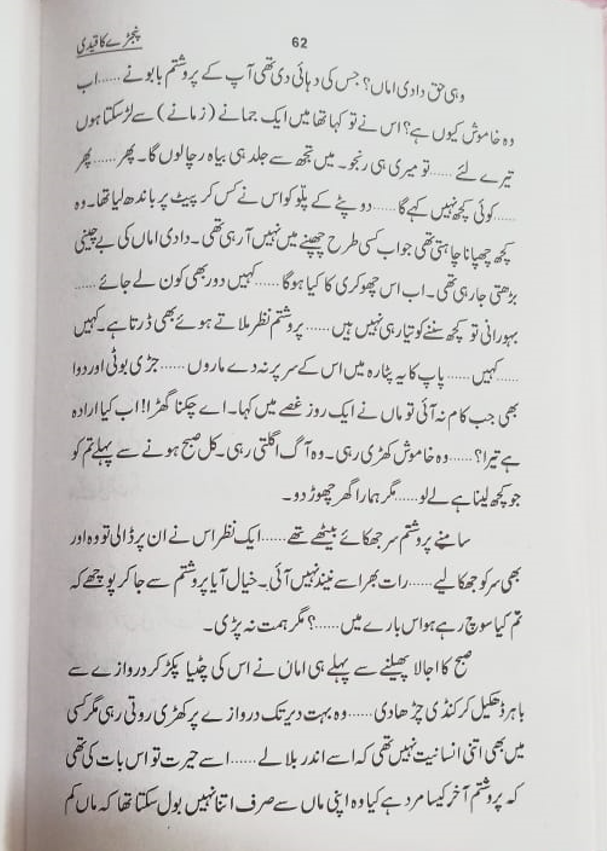 62
پنجڑے کا قیدی
وہی حق دادی اماں؟ جس کی دہائی دی تھی آپ کے پروشتم بابو نے ...... اب
وہ خاموش کیوں ہے؟ اس نے تو کہا تھا میں ایک جمانے (زمانے) سے لڑ سکتا ہوں
تیرے لئے ...... تو میری ہی رنجو۔ میں تجھ سے جلد ہی بیاہ رچالوں گا۔ پھر ...... پھر
...... کوئی کچھ نہیں کہے گا ...... دوپٹے کے پلّو کو اس نے کس کر پیٹ پر باندھ لیا تھا۔ وہ
کچھ چھپانا چاہتی تھی جو اب کسی طرح چھپنے میں نہیں آرہی تھی۔ دادی اماں کی بے چینی
بڑھتی جارہی تھی۔ اب اس چھوکری کا کیا ہوگا ...... کہیں دور بھی کون لے جائے ......
بہورانی تو کچھ سننے کو تیار ہی نہیں ہیں ...... پروشتم نظر ملاتے ہوئے بھی ڈرتا ہے۔ کہیں
...... کہیں ...... پاپ کا یہ پٹارہ میں اس کے سر پر نہ دے ماروں ...... جڑی بوٹی اور دوا
بھی جب کام نہ آئی تو ماں نے ایک روز غصے میں کہا۔ اے چکنا گھڑا! اب کیا ارادہ
ہے تیرا؟ ...... وہ خاموش کھڑی رہی۔ وہ آگ اگلتی رہی۔ کل صبح ہونے سے پہلے تم کو
جو کچھ لینا ہے لے لو ...... مگر ہمارا گھر چھوڑ دو۔
سامنے پروشتم سر جھکائے بیٹھے تھے ...... ایک نظر اس نے ان پر ڈالی تو وہ اور
بھی سر کو جھکا لیے ...... رات بھر اسے نیند نہیں آئی۔ خیال آیا پروشتم سے جا کر پوچھے کہ
تم کیا سوچ رہے ہو اس بارے میں ......؟ مگر ہمت نہ پڑی۔
صبح کا اجالا پھیلنے سے پہلے ہی اماں نے اس کی چٹیا پکڑ کر دروازے سے
باہر ڈھکیل کر کنڈی چڑھا دی ...... وہ بہت دیر تک دروازے پر کھڑی روتی رہی مگر کسی
میں بھی اتنی انسانیت نہیں تھی کہ اسے اندر بلا لے ...... اسے حیرت تو اس بات کی تھی
کہ پروشتم آخر کیسا مرد ہے کیا وہ اپنی ماں سے صرف اتنا نہیں بول سکتا تھا کہ ماں کم